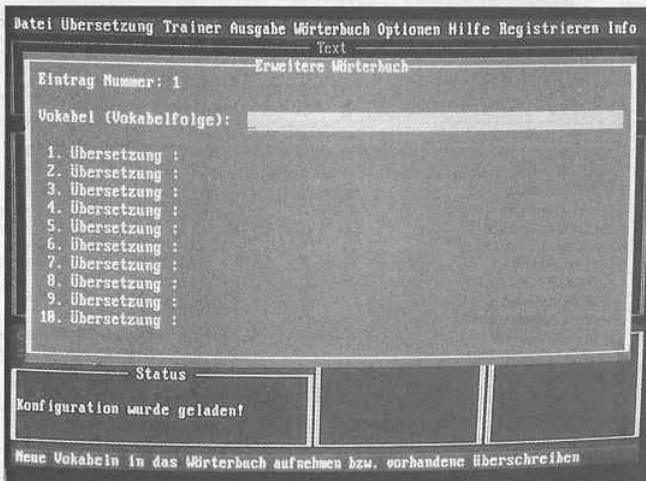 Datei Übersetzung Trainer Ausgabe Wörterbuch Optionen Hilfe Registrieren Info
Text
Erweitere Wörterbuch
Eintrag Nummer: 1
Vokabel (Vokabelfolge):
1. Übersetzung :
2. Übersetzung :
3. Übersetzung :
4. Übersetzung :
5. Übersetzung :
6. Übersetzung :
7. Übersetzung :
8. Übersetzung :
9. Übersetzung :
10. Übersetzung :
Status
Konfiguration wurde geladen!
Neue Vokabeln in das Wörterbuch aufnehmen bzw. vorhandene überschreiben